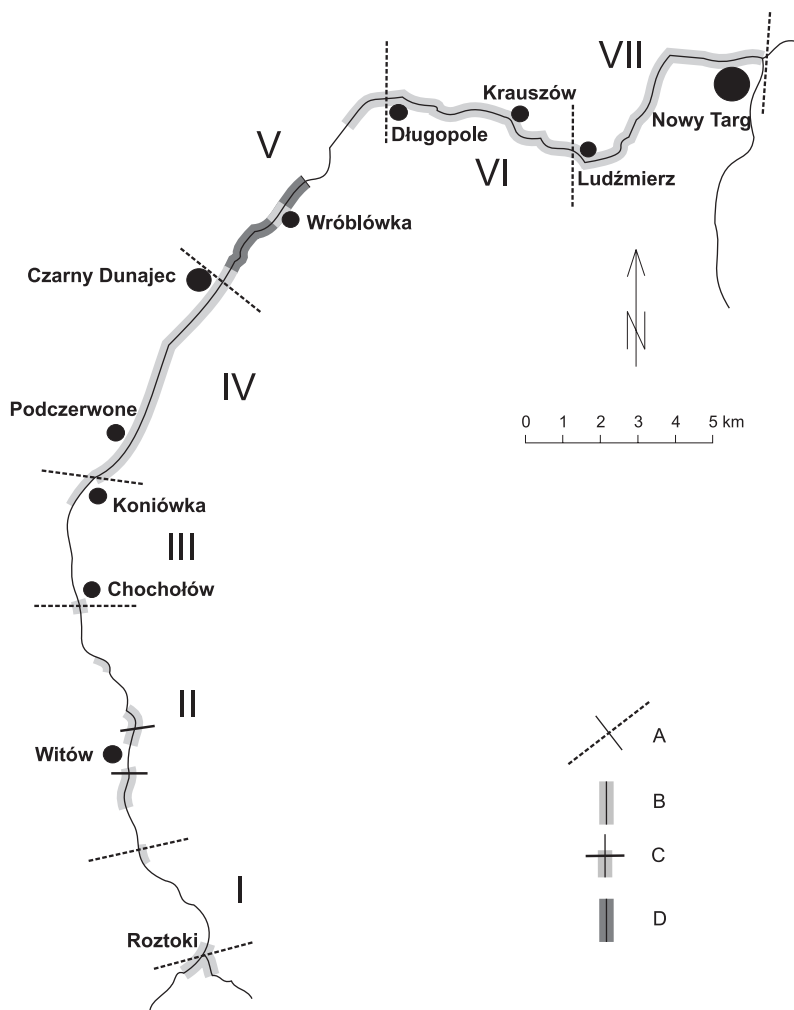 VII
Krauszów
Nowy Targ
Długopole
V
VI
Ludźmierz
Wróblówka
Czarny Dunajec
N
IV
Podczerwone
0 1 2 3 4 5 km
Koniówka
III
Chochołów
II
A
Witów
B
C
I
D
Roztoki